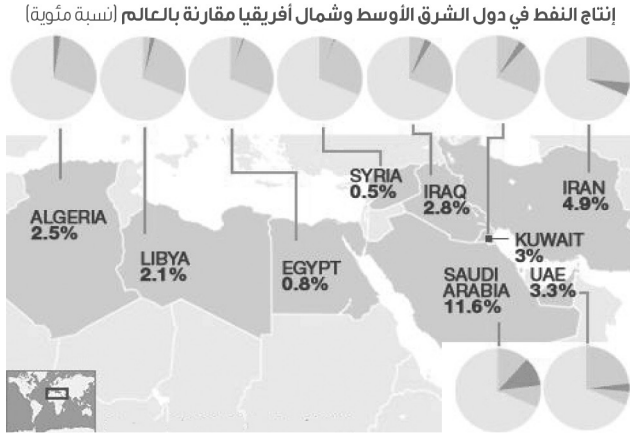 إنتاج النفط في دول الشرق الأوسط وشمال أفريقيا مقارنة بالعالم (نسبة مئوية)
SYRIA
0.5%
IRAQ
2.8%
IRAN
4.9%
ALGERIA
2.5%
LIBYA
2.1%
EGYPT
0.8%
KUWAIT
3%
SAUDI
ARABIA
11.6%
UAE
3.3%